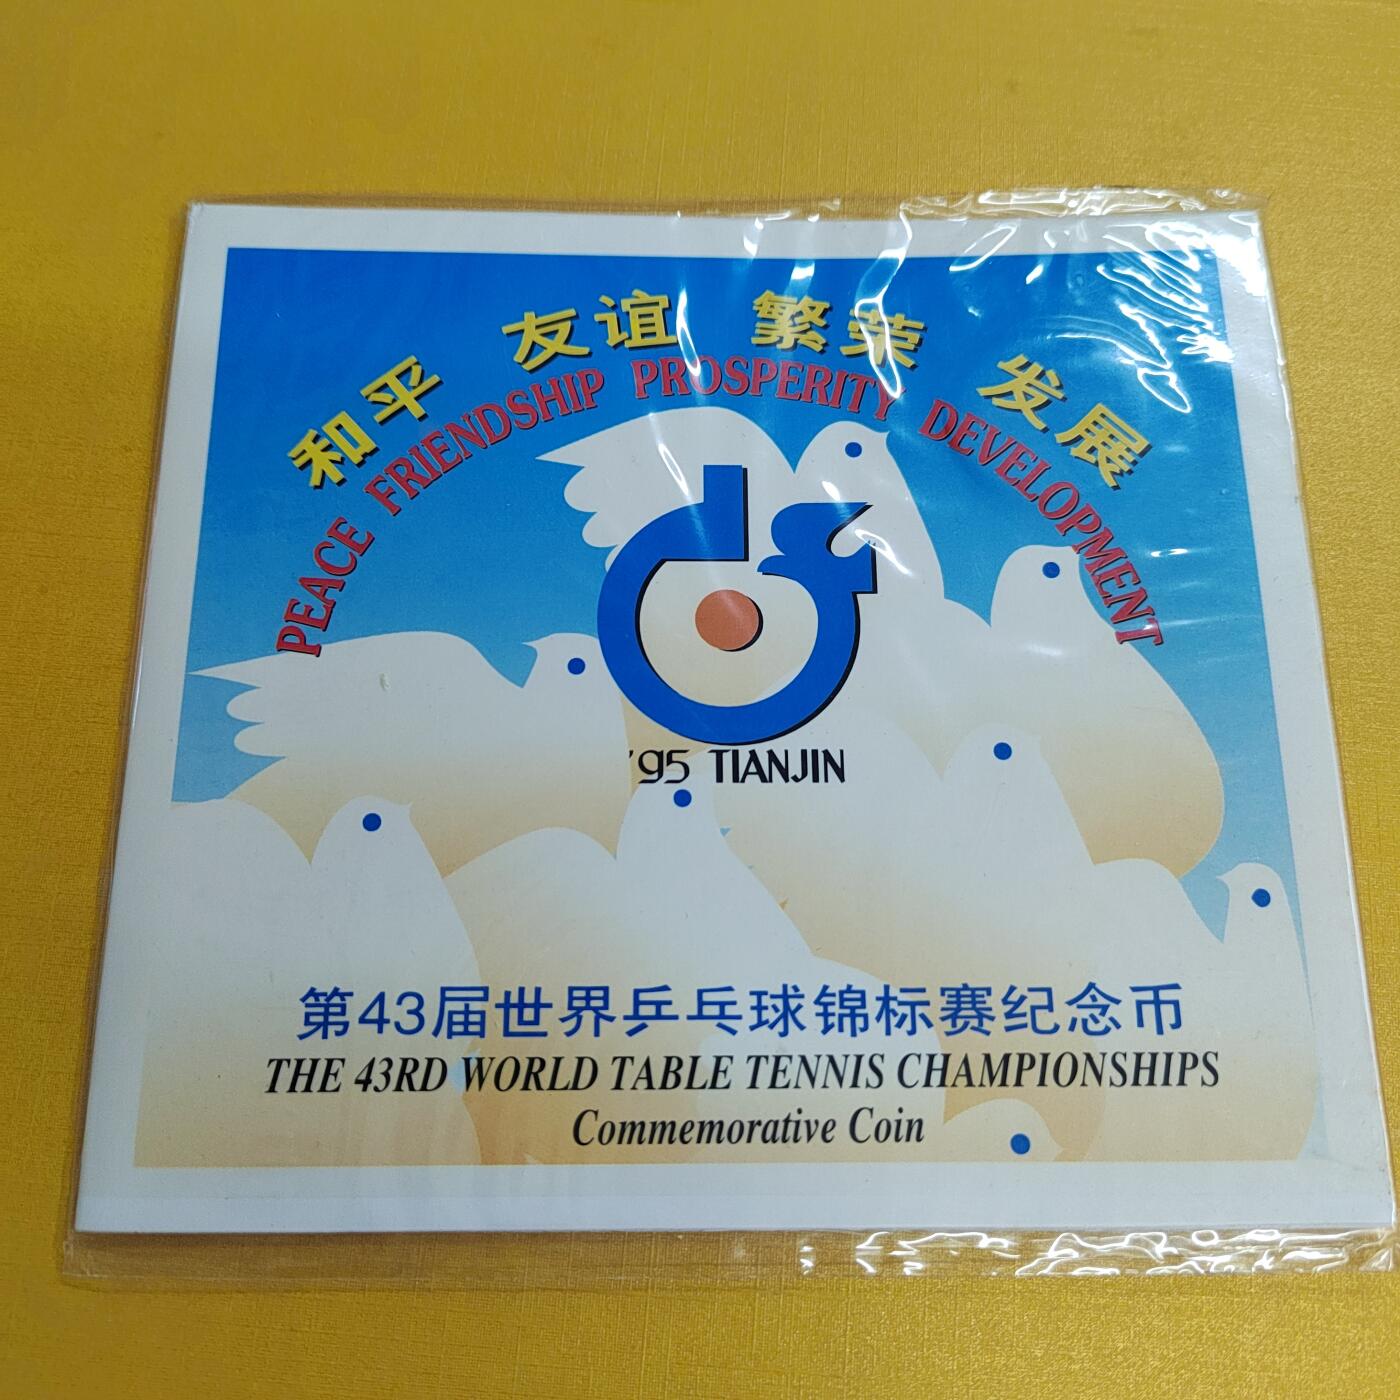 和平 友谊 繁荣 发展
PEACE FRIENDSHIP PROSPERITY DEVELOPMENT
'95 TIANJIN
第43届世界乒乓球锦标赛纪念币
THE 43RD WORLD TABLE TENNIS CHAMPIONSHIPS
Commemorative Coin